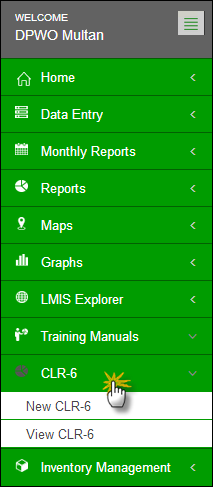 WELCOME
DPWO Multan
Home
Data Entry
Monthly Reports
Reports
Maps
Graphs
LMIS Explorer
Training Manuals
CLR-6
New CLR-6
View CLR-6
Inventory Management